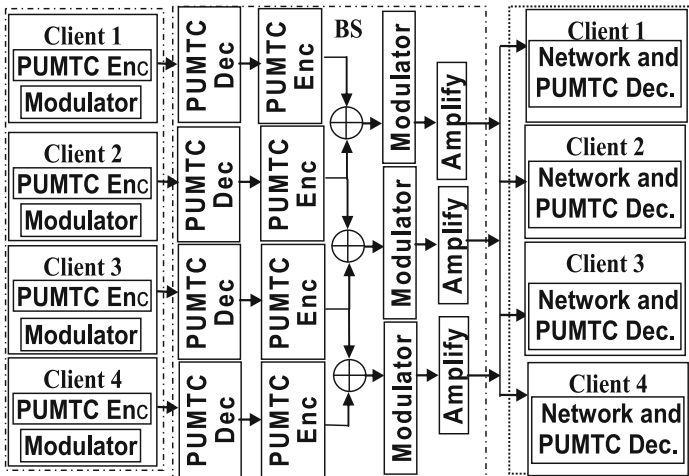 Client 1
PUMTC Enc
Modulator
Client 2
PUMTC Enc
Modulator
Client 3
PUMTC Enc
Modulator
Client 4
PUMTC Enc
Modulator
PUMTC
Dec
PUMTC
Enc
PUMTC
Dec
PUMTC
Enc
PUMTC
Dec
PUMTC
Enc
PUMTC
Dec
PUMTC
Enc
BS
Modulator
Amplify
Modulator
Amplify
Modulator
Amplify
Client 1
Network and
PUMTC Dec.
Client 2
Network and
PUMTC Dec.
Client 3
Network and
PUMTC Dec.
Client 4
Network and
PUMTC Dec.